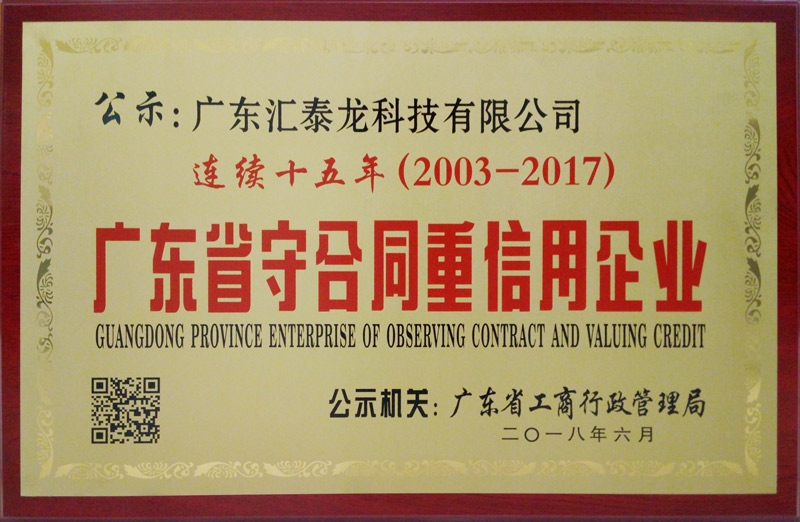 公示:广东汇泰龙科技有限公司
连续十五年(2003-2017)
广东省守合同重信用企业
GUANGDONG PROVINCE ENTERPRISE OF OBSERVING CONTRACT AND VALUING CREDIT
公示机关:广东省工商行政管理局
二〇一八年六月